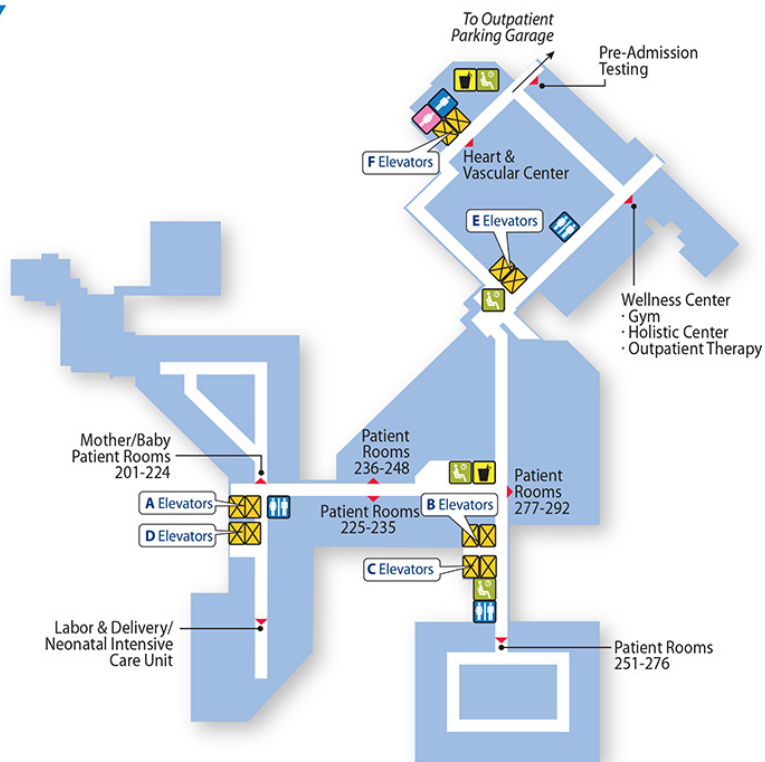 To Outpatient
Parking Garage
Pre-Admission
Testing
F Elevators
Heart &
Vascular Center
E Elevators
Wellness Center
· Gym
· Holistic Center
· Outpatient Therapy
Mother/Baby
Patient Rooms
201-224
Patient
Rooms
236-248
Patient
Rooms
277-292
A Elevators
Patient Rooms
225-235
B Elevators
D Elevators
C Elevators
Labor & Delivery/
Neonatal Intensive
Care Unit
Patient Rooms
251-276